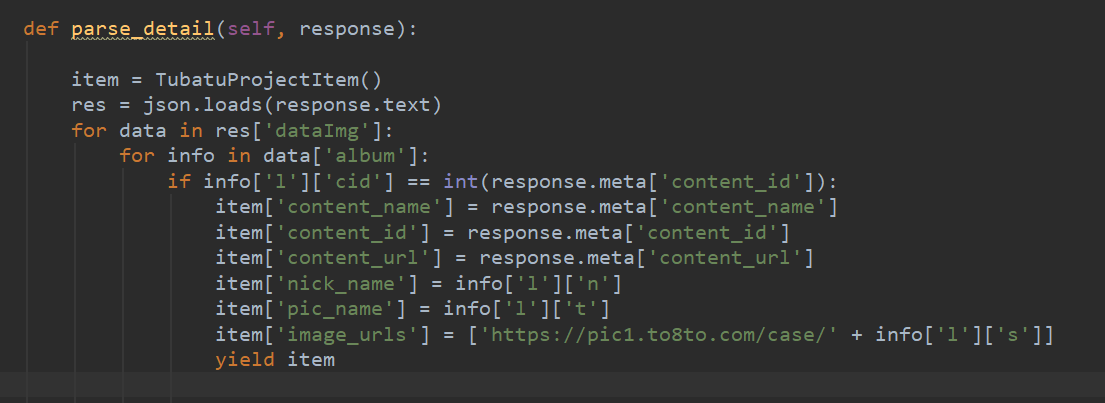 def parse_detail(self, response):
item = TubatuProjectItem()
res = json.loads(response.text)
for data in res['dataImg']:
for info in data['album']:
if info['l']['cid'] == int(response.meta['content_id']):
item['content_name'] = response.meta['content_name']
item['content_id'] = response.meta['content_id']
item['content_url'] = response.meta['content_url']
item['nick_name'] = info['l']['n']
item['pic_name'] = info['l']['t']
item['image_urls'] = ['https://pic1.to8to.com/case/' + info['l']['s']]
yield item